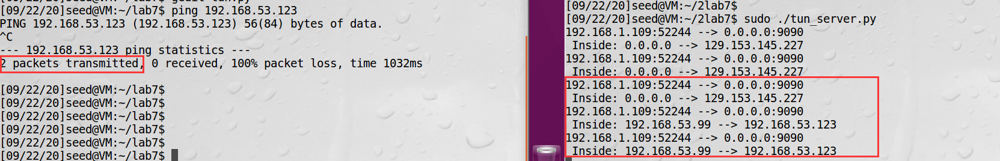 [09/22/20]seed@VM:~/lab7$ ping 192.168.53.123
PING 192.168.53.123 (192.168.53.123) 56(84) bytes of data.
^C
--- 192.168.53.123 ping statistics ---
2 packets transmitted, 0 received, 100% packet loss, time 1032ms
[09/22/20]seed@VM:~/lab7$
[09/22/20]seed@VM:~/lab7$
[09/22/20]seed@VM:~/lab7$
[09/22/20]seed@VM:~/lab7$
[09/22/20]seed@VM:~/lab7$
[09/22/20]seed@VM:~/lab7$
[09/22/20]seed@VM:~/2lab7$
[09/22/20]seed@VM:~/2lab7$ sudo ./tun_server.py
192.168.1.109:52244 --> 0.0.0.0:9090
Inside: 0.0.0.0 --> 129.153.145.227
192.168.1.109:52244 --> 0.0.0.0:9090
Inside: 0.0.0.0 --> 129.153.145.227
192.168.1.109:52244 --> 0.0.0.0:9090
Inside: 0.0.0.0 --> 129.153.145.227
192.168.1.109:52244 --> 0.0.0.0:9090
Inside: 192.168.53.99 --> 192.168.53.123
192.168.1.109:52244 --> 0.0.0.0:9090
Inside: 192.168.53.99 --> 192.168.53.123